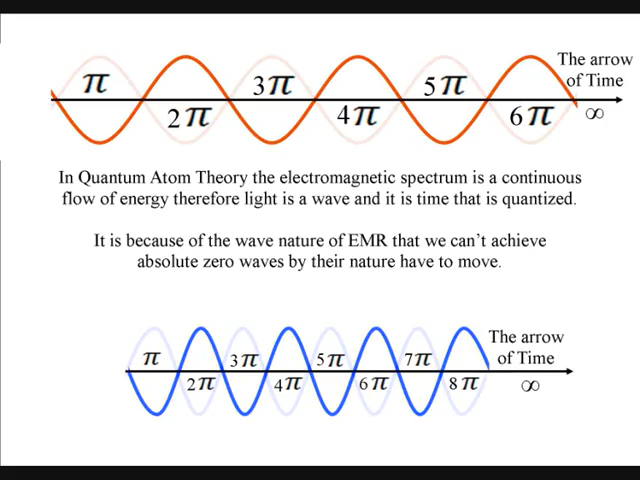 The arrow
of Time
π
3π
5π
2π
4π
6π
∞
In Quantum Atom Theory the electromagnetic spectrum is a continuous
flow of energy therefore light is a wave and it is time that is quantized.
It is because of the wave nature of EMR that we can't achieve
absolute zero waves by their nature have to move.
The arrow
of Time
π
3π
5π
7π
2π
4π
6π
8π
∞